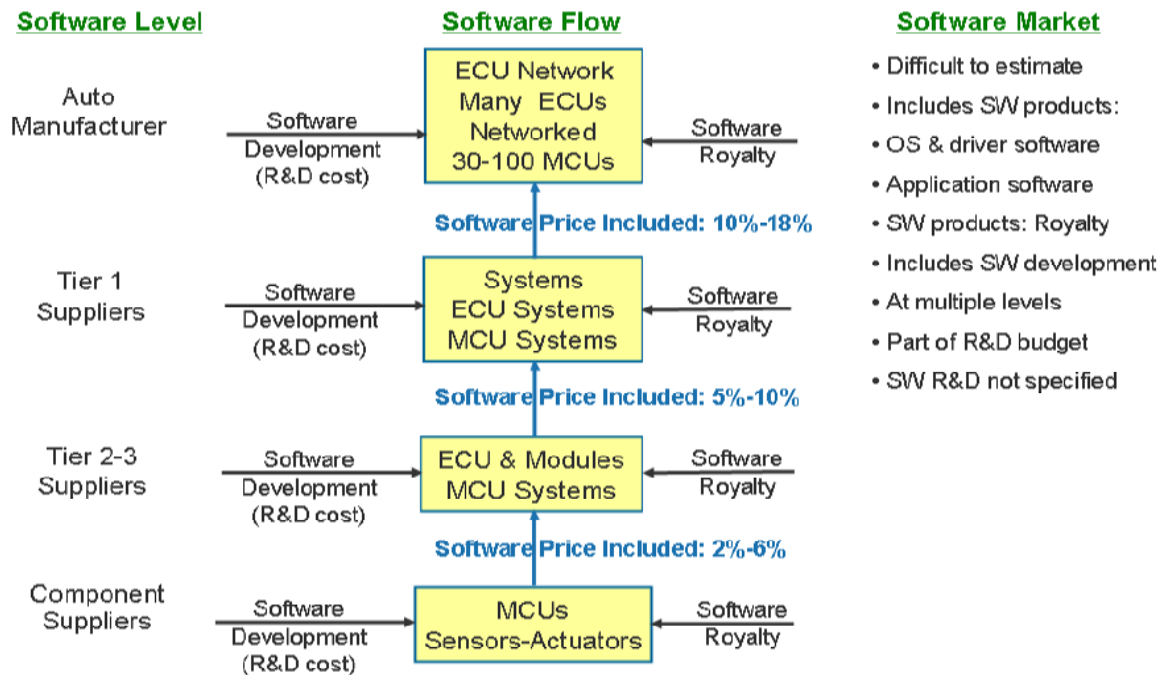 Software Level
Software Flow
Software Market
Auto
Manufacturer
Software
Development
(R&D cost)
ECU Network
Many ECUs
Networked
30-100 MCUs
Software
Royalty
Software Price Included: 10%-18%
Tier 1
Suppliers
Software
Development
(R&D cost)
Systems
ECU Systems
MCU Systems
Software
Royalty
Software Price Included: 5%-10%
Tier 2-3
Suppliers
Software
Development
(R&D cost)
ECU & Modules
MCU Systems
Software
Royalty
Software Price Included: 2%-6%
Component
Suppliers
Software
Development
(R&D cost)
MCUs
Sensors-Actuators
Software
Royalty
• Difficult to estimate
• Includes SW products:
• OS & driver software
• Application software
• SW products: Royalty
• Includes SW development
• At multiple levels
• Part of R&D budget
• SW R&D not specified